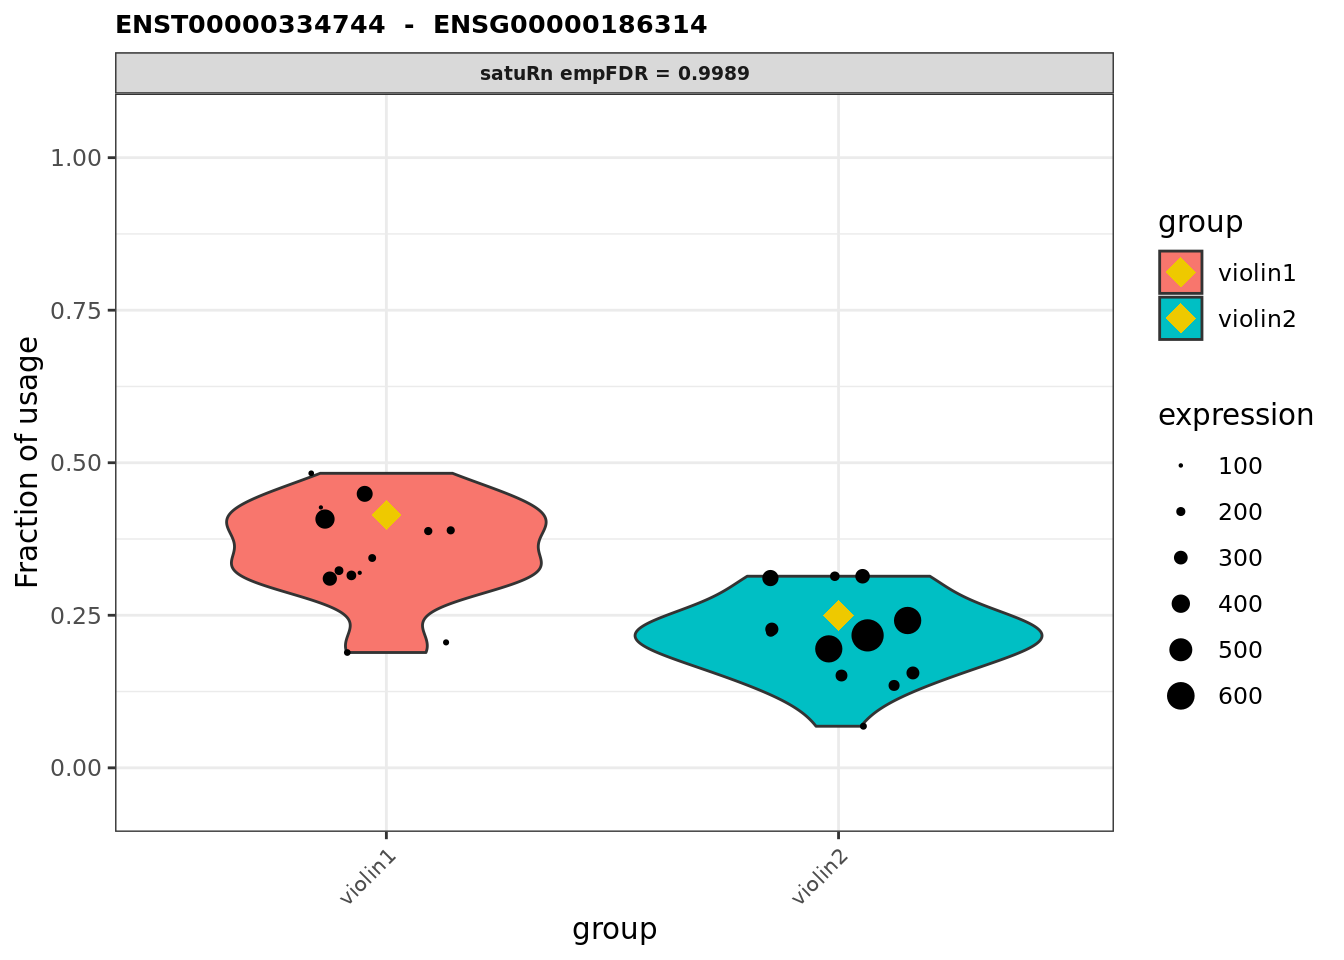 ENST00000334744 - ENSG00000186314
satuRn empFDR = 0.9989
1.00
0.75
0.50
0.25
0.00
Fraction of usage
violin1
violin2
group
group
violin1
violin2
expression
100
200
300
400
500
600